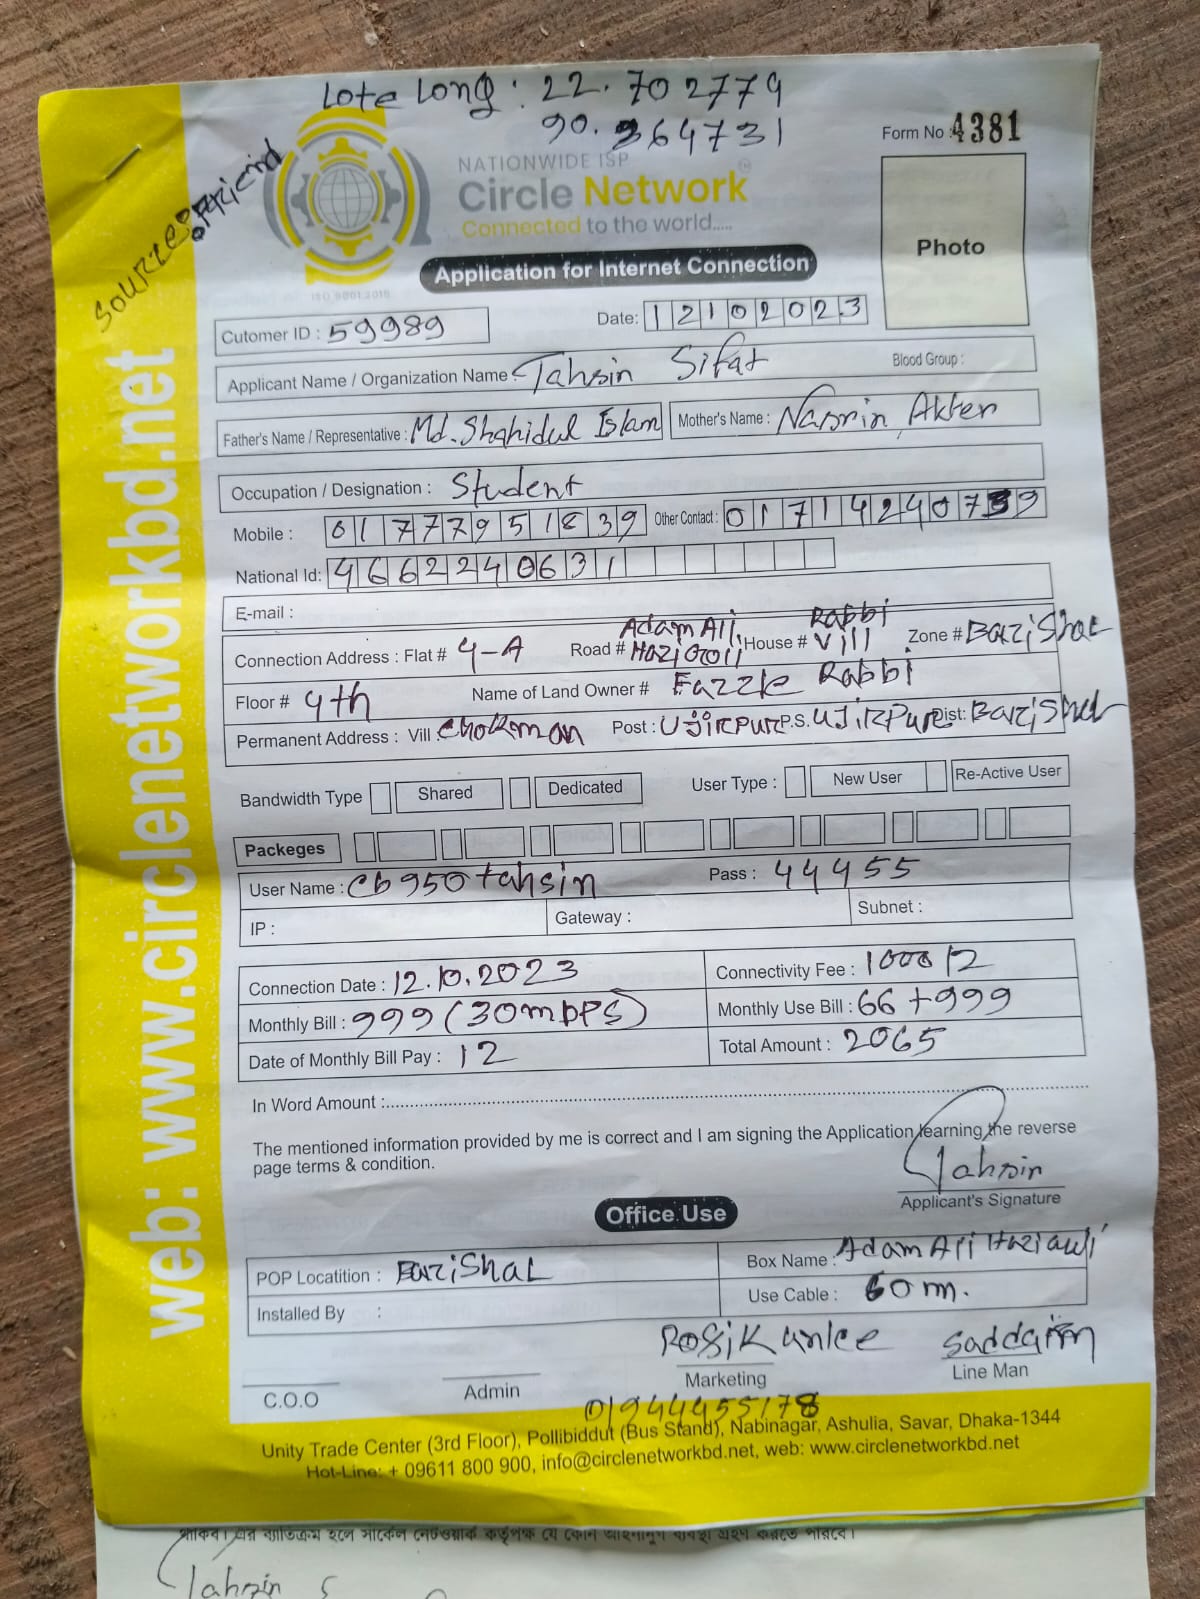 Lote Long : 22.702779
90.364731
Source: Friend
Form No : 4381
NATIONWIDE ISP
Circle Network
Connected to the world.....
ISO 9001:2015
Photo
Application for Internet Connection
Cutomer ID : 59989 Date: 12102023
Applicant Name / Organization Name : Tahsin Sifat Blood Group :
Father's Name / Representative : Md. Shahidul Islam Mother's Name : Nasrin Akter
Occupation / Designation : Student
Mobile : 01777951839 Other Contact : 01714240739
National Id: 4662240631
E-mail :
Connection Address : Flat # 4-A Road # Adam Ali, Hazi Goli House # Rabbi Vill Zone # Barishal
Floor # 4th Name of Land Owner # Fazzle Rabbi
Permanent Address : Vill Chokman Post : Ujirpur P.S. Ujirpur Dist: Barishal
Bandwidth Type Shared Dedicated User Type : New User Re-Active User
Packeges
User Name : cb950tahsin Pass : 44455
IP : Gateway : Subnet :
Connection Date : 12.10.2023 Connectivity Fee : 1000/2
Monthly Bill : 999 (30mbps) Monthly Use Bill : 66+999
Date of Monthly Bill Pay : 12 Total Amount : 2065
In Word Amount :
The mentioned information provided by me is correct and I am signing the Application learning the reverse
page terms & condition.
Tahsin
Applicant's Signature
Office Use
POP Locatition : Barishal Box Name : Adam Ali Hazi
Installed By : Use Cable : 60 m.
C.O.O Admin Marketing Line Man
01944455178
Unity Trade Center (3rd Floor), Pollibiddut (Bus Stand), Nabinagar, Ashulia, Savar, Dhaka-1344
Hot-Line: + 09611 800 900, info@circlenetworkbd.net, web: www.circlenetworkbd.net
web: www.circlenetworkbd.net
থাকিব। এর ব্যতিক্রম হলে সার্কেল নেটওয়ার্ক কর্তৃপক্ষ যে কোন আইনানুগ ব্যবস্থা গ্রহণ করতে পারবে।
Tahsin